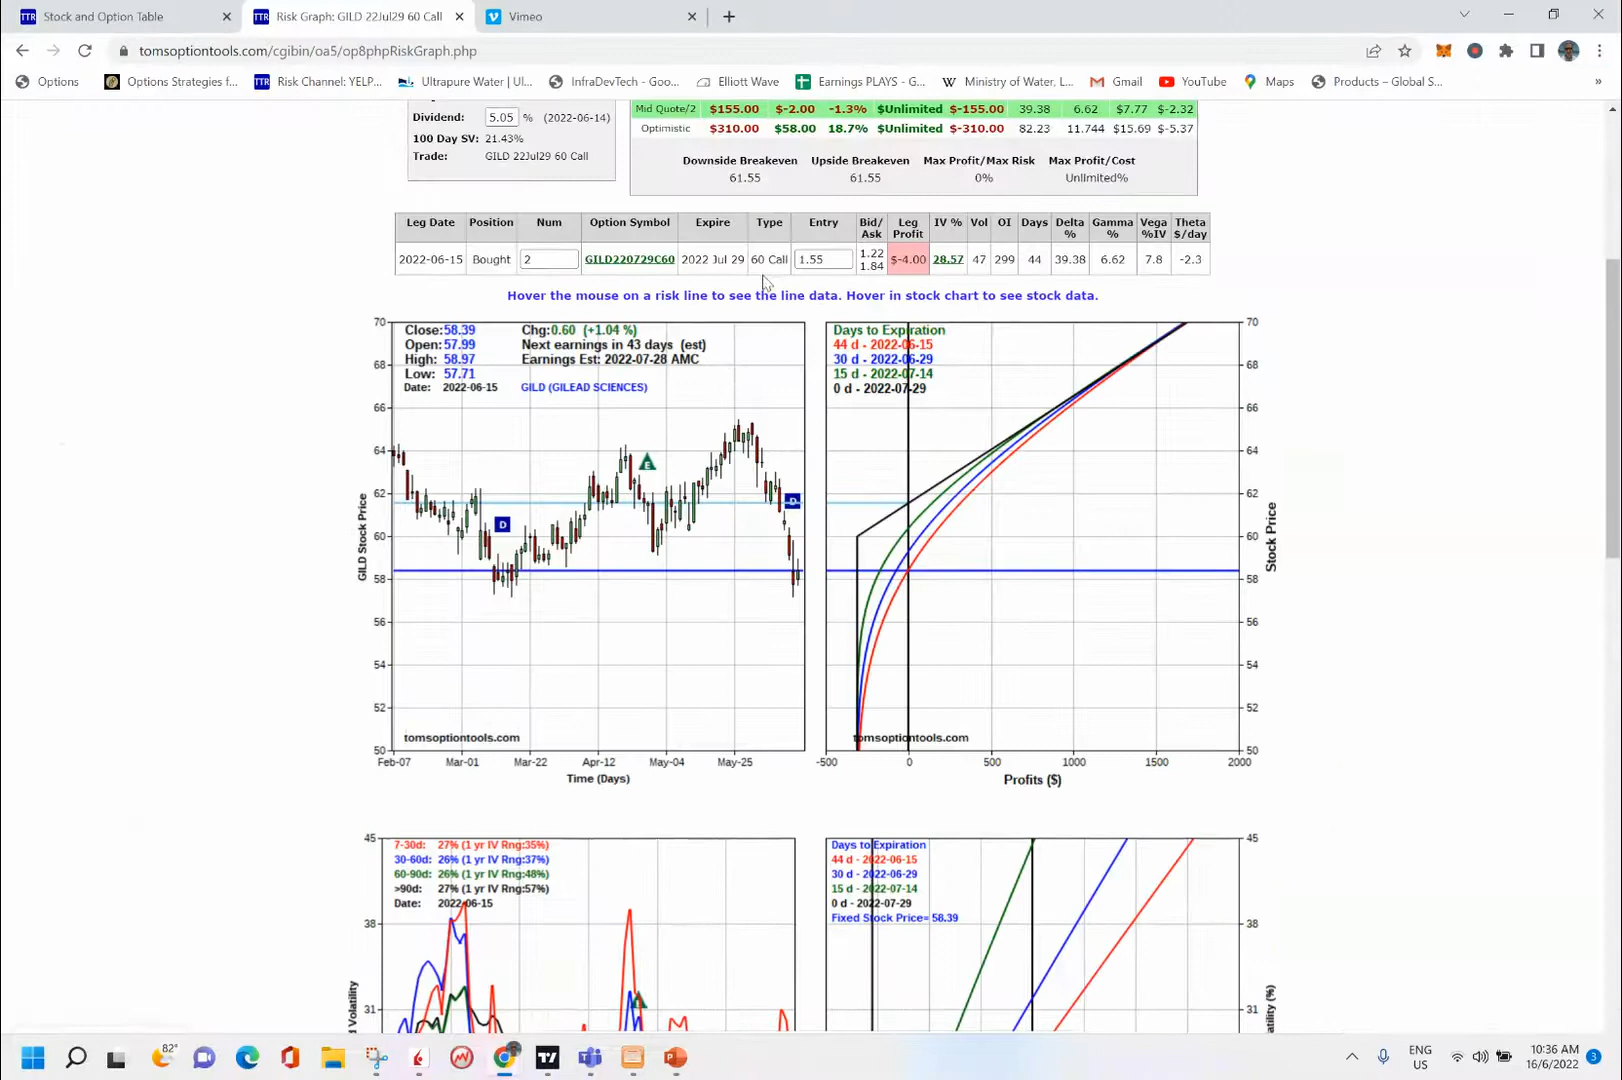 Stock and Option Table
Risk Graph: GILD 22Jul29 60 Call
Vimeo
tomsoptiontools.com/cgibin/oa5/op8phpRiskGraph.php
Options
Options Strategies f...
Risk Channel: YELP...
Ultrapure Water | Ul...
InfraDevTech - Goo...
Elliott Wave
Earnings PLAYS - G...
Ministry of Water, I...
Gmail
YouTube
Maps
Products – Global S...
Dividend: 5.05 % (2022-06-14)
100 Day SV: 21.43%
Trade: GILD 22Jul29 60 Call
Mid Quote/2 $155.00 $-2.00 -1.3% $Unlimited $-155.00 39.38 6.62 $7.77 $-2.32
Optimistic $310.00 $58.00 18.7% $Unlimited $-310.00 82.23 11.744 $15.69 $-5.37
Downside Breakeven Upside Breakeven Max Profit/Max Risk Max Profit/Cost
61.55 61.55 0% Unlimited%
Leg Date Position Num Option Symbol Expire Type Entry Bid/ Ask Leg Profit IV % Vol OI Days Delta % Gamma % Vega %IV Theta $/day
2022-06-15 Bought 2 GILD220729C60 2022 Jul 29 60 Call 1.55 1.22 1.84 $-4.00 28.57 47 299 44 39.38 6.62 7.8 -2.3
Hover the mouse on a risk line to see the line data. Hover in stock chart to see stock data.
Close:58.39 Chg:0.60 (+1.04 %)
Open:57.99 Next earnings in 43 days (est)
High: 58.97 Earnings Est: 2022-07-28 AMC
Low: 57.71
Date: 2022-06-15 GILD (GILEAD SCIENCES)
70
68
66
64
62
60
58
56
54
52
50
GILD Stock Price
E
D
D
tomsoptiontools.com
Feb-07 Mar-01 Mar-22 Apr-12 May-04 May-25
Time (Days)
Days to Expiration
44 d - 2022-06-15
30 d - 2022-06-29
15 d - 2022-07-14
0 d - 2022-07-29
70
68
66
64
62
60
58
56
54
52
50
Stock Price
tomsoptiontools.com
-500 0 500 1000 1500 2000
Profits ($)
45
38
31
7-30d: 27% (1 yr IV Rng:35%)
30-60d: 26% (1 yr IV Rng:37%)
60-90d: 26% (1 yr IV Rng:48%)
>90d: 27% (1 yr IV Rng:57%)
Date: 2022-06-15
Volatility
Days to Expiration
44 d - 2022-06-15
30 d - 2022-06-29
15 d - 2022-07-14
0 d - 2022-07-29
Fixed Stock Price= 58.39
45
38
31
atility (%)
82°
ENG
US
10:36 AM
16/6/2022
3